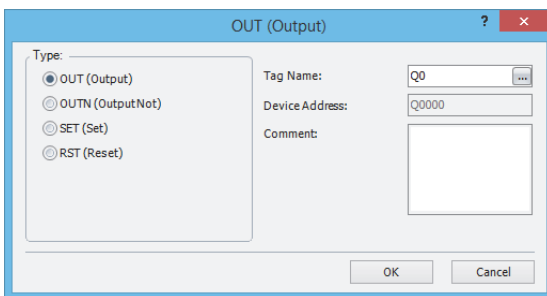 OUT (Output)
?
×
Type:
OUT (Output)
OUTN (OutputNot)
SET (Set)
RST (Reset)
Tag Name:
Q0
...
Device Address:
Q0000
Comment:
OK
Cancel